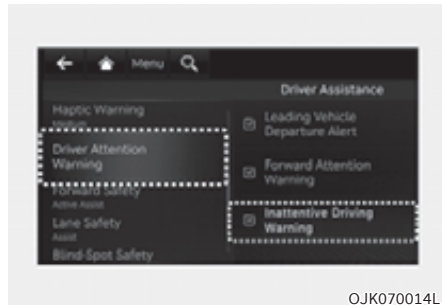 Menu
Driver Assistance
Haptic Warning
Medium
Driver Attention
Warning
Forward Safety
Active Assist
Lane Safety
Assist
Blind-Spot Safety
Leading Vehicle
Departure Alert
Forward Attention
Warning
Inattentive Driving
Warning
OJK070014L